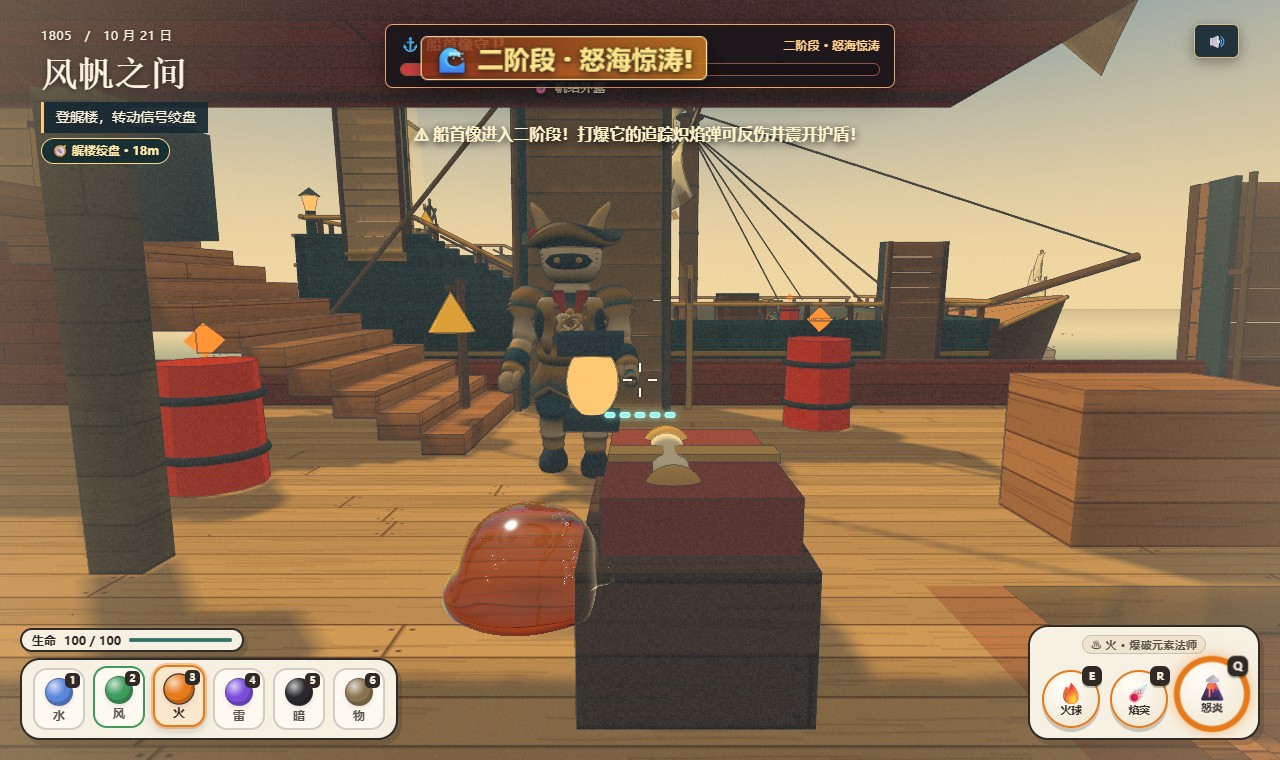 1805 / 10 月 21 日
风帆之间
登艉楼，转动信号绞盘
艉楼绞盘 · 18m
二阶段 · 怒海惊涛
二阶段 · 怒海惊涛!
船首像进入二阶段！打爆它的追踪炽焰弹可反伤并震开护盾！
生命 100 / 100
1 2 3 4 5 6
水 风 火 雷 暗 物
火 · 爆破元素法师
E R Q
火球 焰突 怒炎